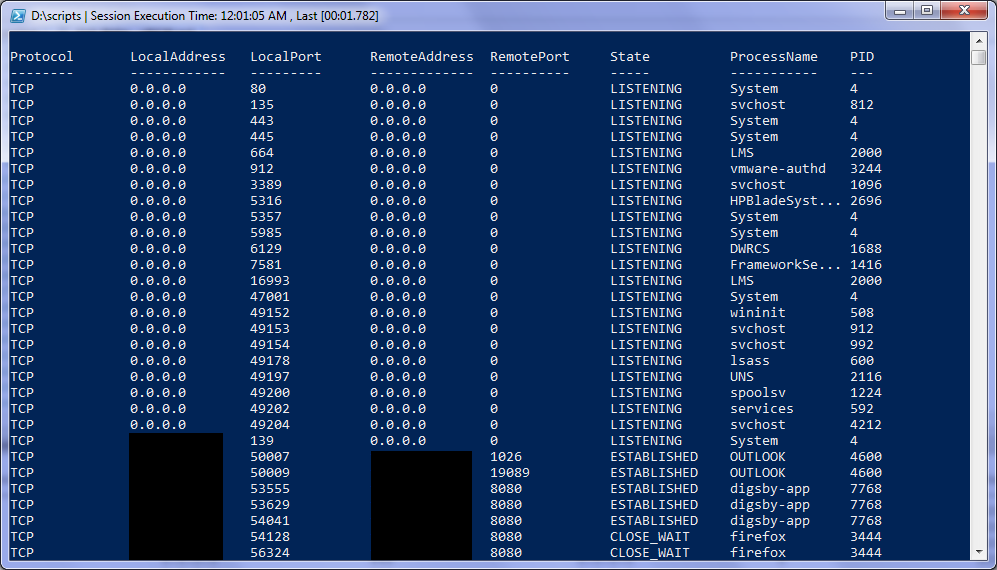 D:\scripts | Session Execution Time: 12:01:05 AM , Last [00:01.782]
Protocol LocalAddress LocalPort RemoteAddress RemotePort State ProcessName PID
-------- ------------ --------- ------------- ---------- ----- ----------- ---
TCP 0.0.0.0 80 0.0.0.0 0 LISTENING System 4
TCP 0.0.0.0 135 0.0.0.0 0 LISTENING svchost 812
TCP 0.0.0.0 443 0.0.0.0 0 LISTENING System 4
TCP 0.0.0.0 445 0.0.0.0 0 LISTENING System 4
TCP 0.0.0.0 664 0.0.0.0 0 LISTENING LMS 2000
TCP 0.0.0.0 912 0.0.0.0 0 LISTENING vmware-authd 3244
TCP 0.0.0.0 3389 0.0.0.0 0 LISTENING svchost 1096
TCP 0.0.0.0 5316 0.0.0.0 0 LISTENING HPBladeSyst... 2696
TCP 0.0.0.0 5357 0.0.0.0 0 LISTENING System 4
TCP 0.0.0.0 5985 0.0.0.0 0 LISTENING System 4
TCP 0.0.0.0 6129 0.0.0.0 0 LISTENING DWRCS 1688
TCP 0.0.0.0 7581 0.0.0.0 0 LISTENING FrameworkSe... 1416
TCP 0.0.0.0 16993 0.0.0.0 0 LISTENING LMS 2000
TCP 0.0.0.0 47001 0.0.0.0 0 LISTENING System 4
TCP 0.0.0.0 49152 0.0.0.0 0 LISTENING wininit 508
TCP 0.0.0.0 49153 0.0.0.0 0 LISTENING svchost 912
TCP 0.0.0.0 49154 0.0.0.0 0 LISTENING svchost 992
TCP 0.0.0.0 49178 0.0.0.0 0 LISTENING lsass 600
TCP 0.0.0.0 49197 0.0.0.0 0 LISTENING UNS 2116
TCP 0.0.0.0 49200 0.0.0.0 0 LISTENING spoolsv 1224
TCP 0.0.0.0 49202 0.0.0.0 0 LISTENING services 592
TCP 0.0.0.0 49204 0.0.0.0 0 LISTENING svchost 4212
TCP 139 0.0.0.0 0 LISTENING System 4
TCP 50007 1026 ESTABLISHED OUTLOOK 4600
TCP 50009 19089 ESTABLISHED OUTLOOK 4600
TCP 53555 8080 ESTABLISHED digsby-app 7768
TCP 53629 8080 ESTABLISHED digsby-app 7768
TCP 54041 8080 ESTABLISHED digsby-app 7768
TCP 54128 8080 CLOSE_WAIT firefox 3444
TCP 56324 8080 CLOSE_WAIT firefox 3444